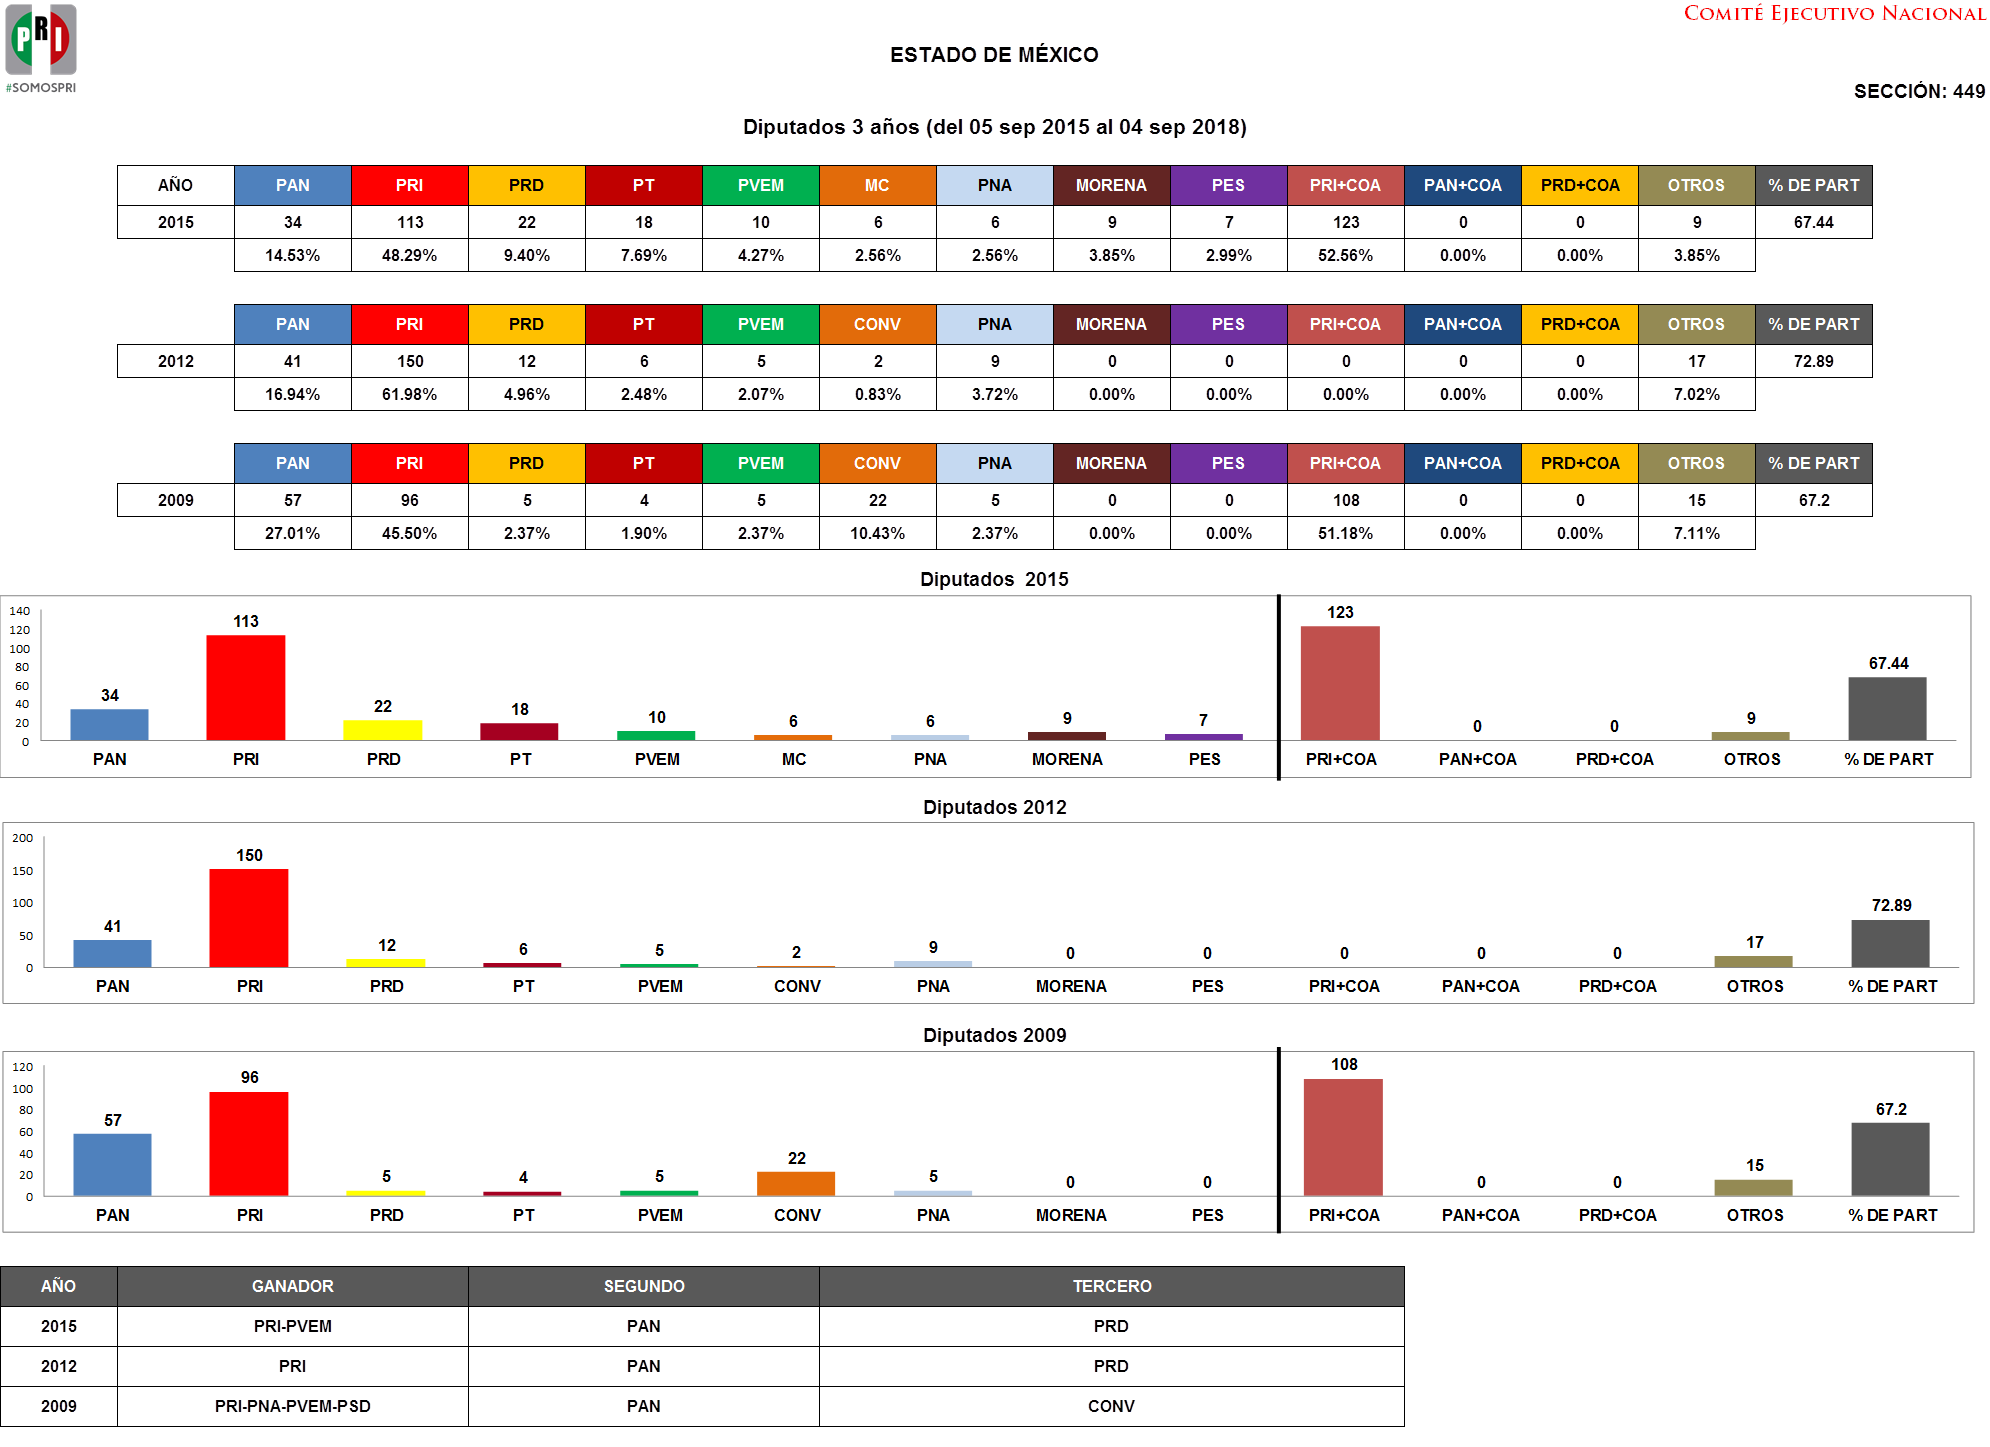 PRI
#SOMOSPRI
COMITÉ EJECUTIVO NACIONAL
ESTADO DE MÉXICO
SECCIÓN: 449
Diputados 3 años (del 05 sep 2015 al 04 sep 2018)
AÑO PAN PRI PRD PT PVEM MC PNA MORENA PES PRI+COA PAN+COA PRD+COA OTROS % DE PART
2015 34 113 22 18 10 6 6 9 7 123 0 0 9 67.44
14.53% 48.29% 9.40% 7.69% 4.27% 2.56% 2.56% 3.85% 2.99% 52.56% 0.00% 0.00% 3.85%
PAN PRI PRD PT PVEM CONV PNA MORENA PES PRI+COA PAN+COA PRD+COA OTROS % DE PART
2012 41 150 12 6 5 2 9 0 0 0 0 0 17 72.89
16.94% 61.98% 4.96% 2.48% 2.07% 0.83% 3.72% 0.00% 0.00% 0.00% 0.00% 0.00% 7.02%
PAN PRI PRD PT PVEM CONV PNA MORENA PES PRI+COA PAN+COA PRD+COA OTROS % DE PART
2009 57 96 5 4 5 22 5 0 0 108 0 0 15 67.2
27.01% 45.50% 2.37% 1.90% 2.37% 10.43% 2.37% 0.00% 0.00% 51.18% 0.00% 0.00% 7.11%
Diputados 2015
140
120
100
80
60
40
20
0
34 113 22 18 10 6 6 9 7 123 0 0 9 67.44
PAN PRI PRD PT PVEM MC PNA MORENA PES PRI+COA PAN+COA PRD+COA OTROS % DE PART
Diputados 2012
200
150
100
50
0
41 150 12 6 5 2 9 0 0 0 0 0 17 72.89
PAN PRI PRD PT PVEM CONV PNA MORENA PES PRI+COA PAN+COA PRD+COA OTROS % DE PART
Diputados 2009
120
100
80
60
40
20
0
57 96 5 4 5 22 5 0 0 108 0 0 15 67.2
PAN PRI PRD PT PVEM CONV PNA MORENA PES PRI+COA PAN+COA PRD+COA OTROS % DE PART
AÑO GANADOR SEGUNDO TERCERO
2015 PRI-PVEM PAN PRD
2012 PRI PAN PRD
2009 PRI-PNA-PVEM-PSD PAN CONV